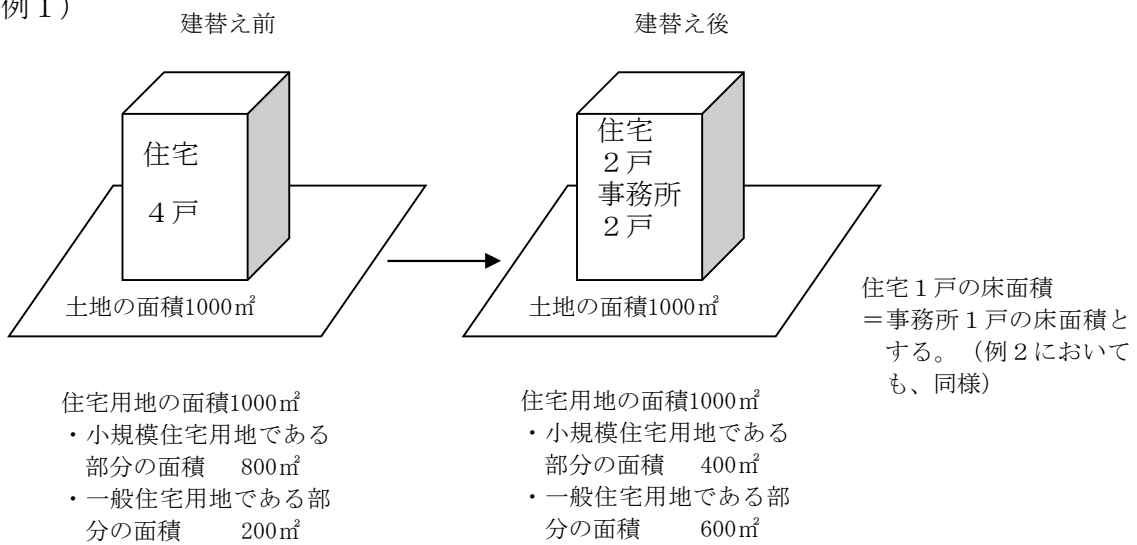 例１）
建替え前
建替え後
住宅
４戸
土地の面積1000㎡
住宅
２戸
事務所
２戸
土地の面積1000㎡
住宅１戸の床面積
＝事務所１戸の床面積と
する。（例２において
も、同様）
住宅用地の面積1000㎡
・小規模住宅用地である
部分の面積　800㎡
・一般住宅用地である部
分の面積　200㎡
住宅用地の面積1000㎡
・小規模住宅用地である
部分の面積　400㎡
・一般住宅用地である部
分の面積　600㎡